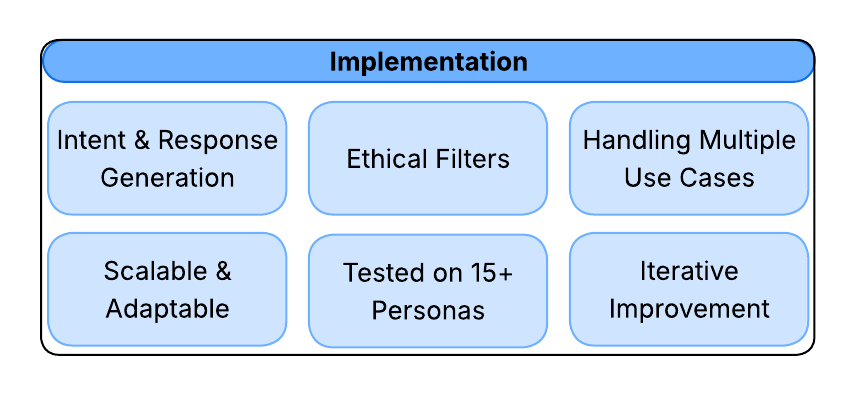 Implementation
Intent & Response
Generation
Ethical Filters
Handling Multiple
Use Cases
Scalable &
Adaptable
Tested on 15+
Personas
Iterative
Improvement